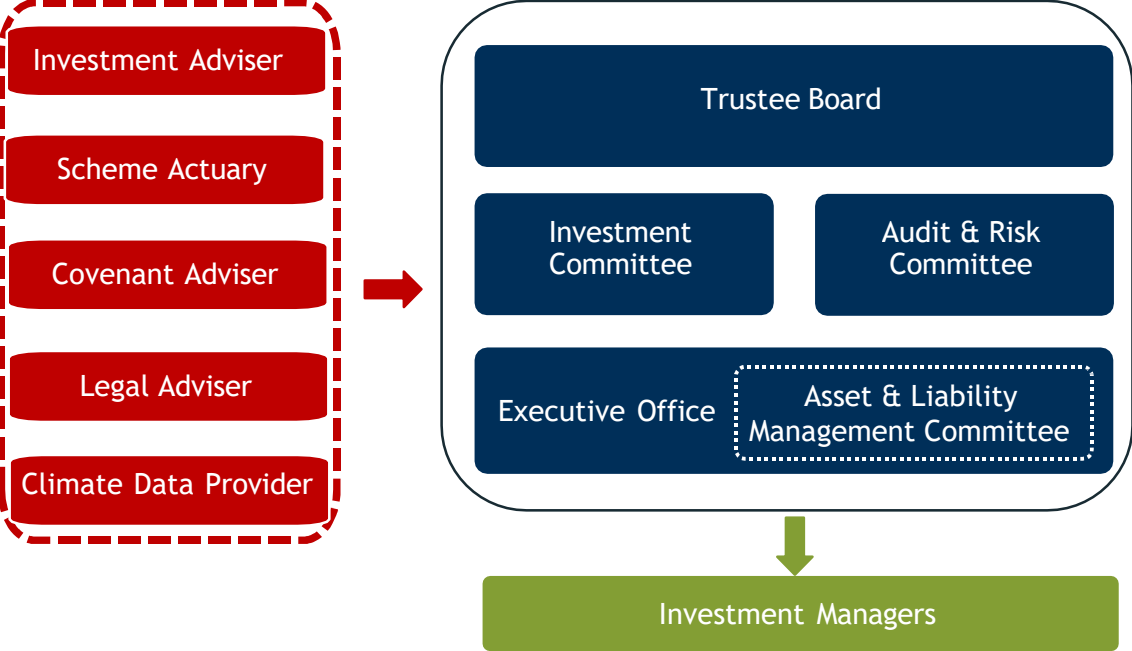 Investment Adviser
Scheme Actuary
Covenant Adviser
Legal Adviser
Climate Data Provider
Trustee Board
Investment
Committee
Audit & Risk
Committee
Executive Office
Asset & Liability
Management Committee
Investment Managers